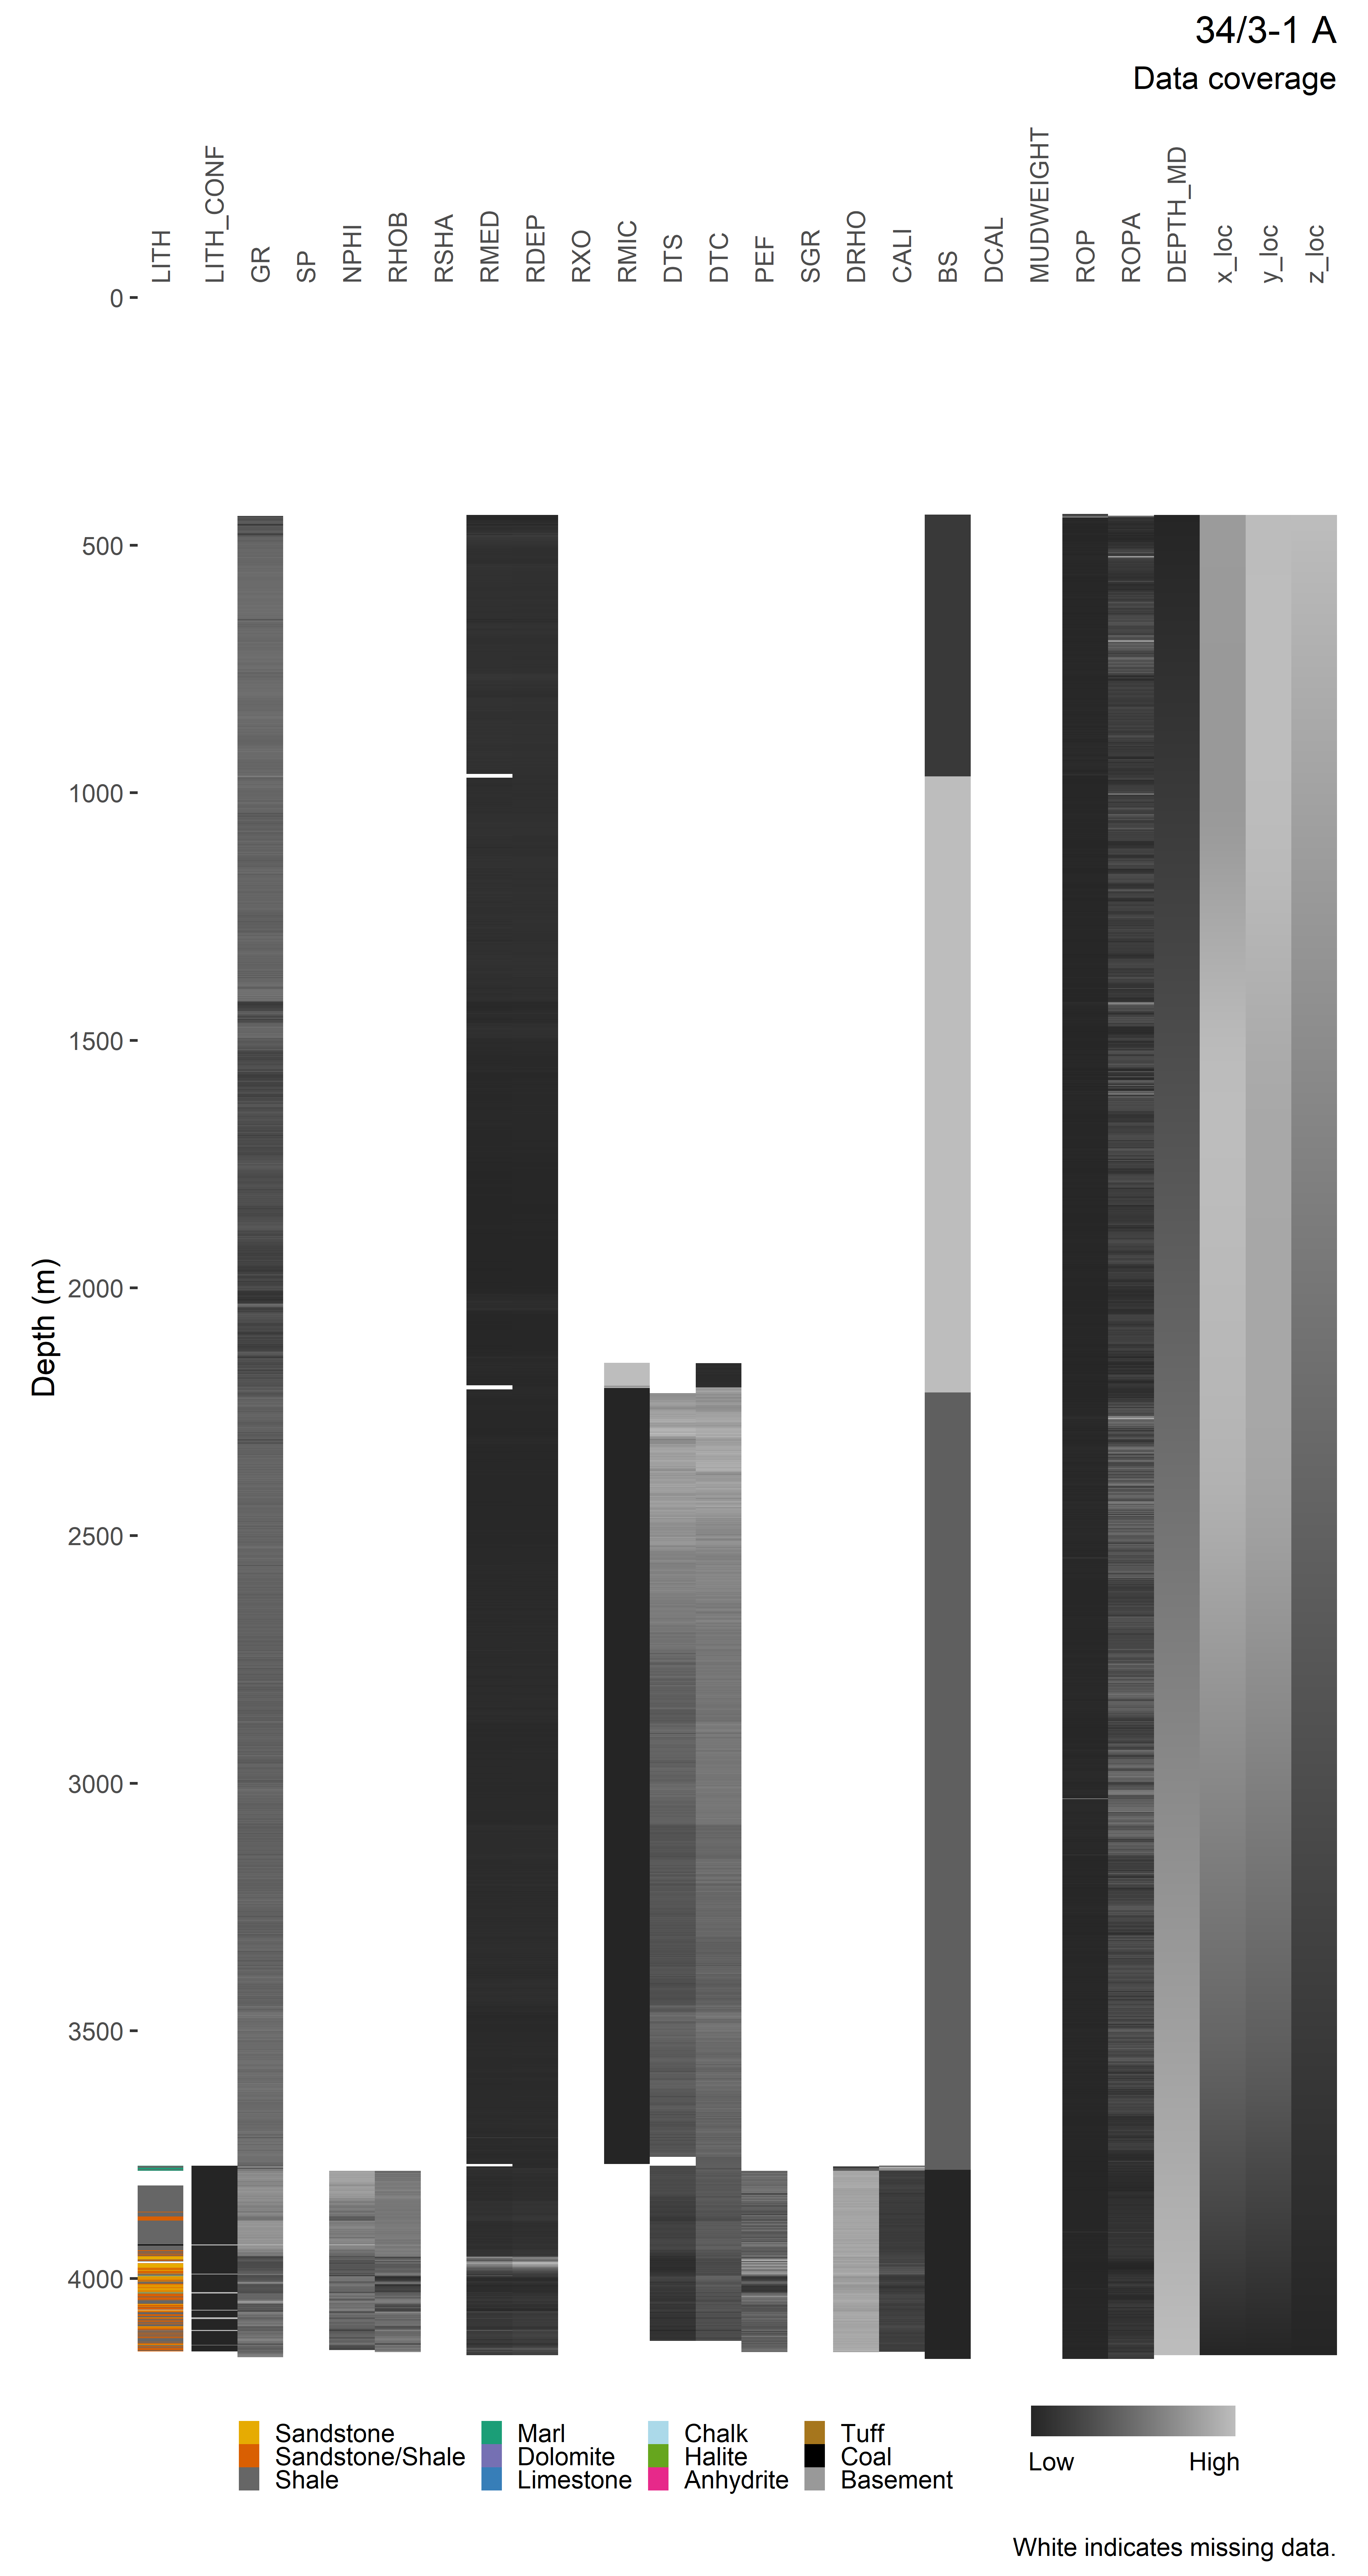 34/3-1 A
Data coverage
LITH
LITH_CONF
GR
SP
NPHI
RHOB
RSHA
RMED
RDEP
RXO
RMIC
DTS
DTC
PEF
SGR
DRHO
CALI
BS
DCAL
MUDWEIGHT
ROP
ROPA
DEPTH_MD
x_loc
y_loc
z_loc
0
500
1000
1500
2000
2500
3000
3500
4000
Depth (m)
Sandstone
Sandstone/Shale
Shale
Marl
Dolomite
Limestone
Chalk
Halite
Anhydrite
Tuff
Coal
Basement
Low High
White indicates missing data.